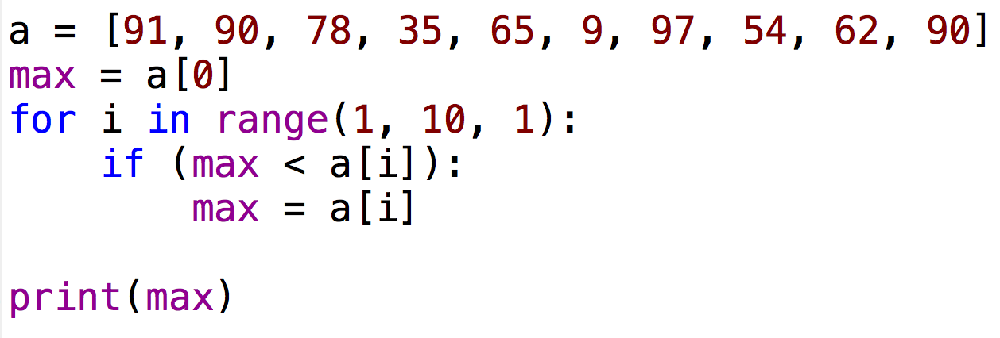 a = [91, 90, 78, 35, 65, 9, 97, 54, 62, 90]
max = a[0]
for i in range(1, 10, 1):
    if (max < a[i]):
        max = a[i]

print(max)